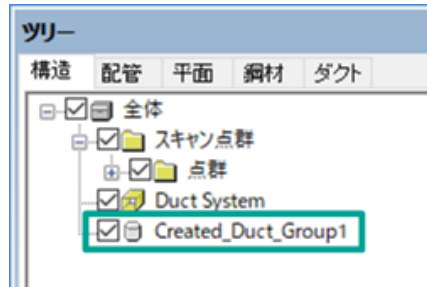 ツリー
構造 配管 平面 鋼材 ダクト
全体
スキャン点群
点群
Duct System
Created_Duct_Group1